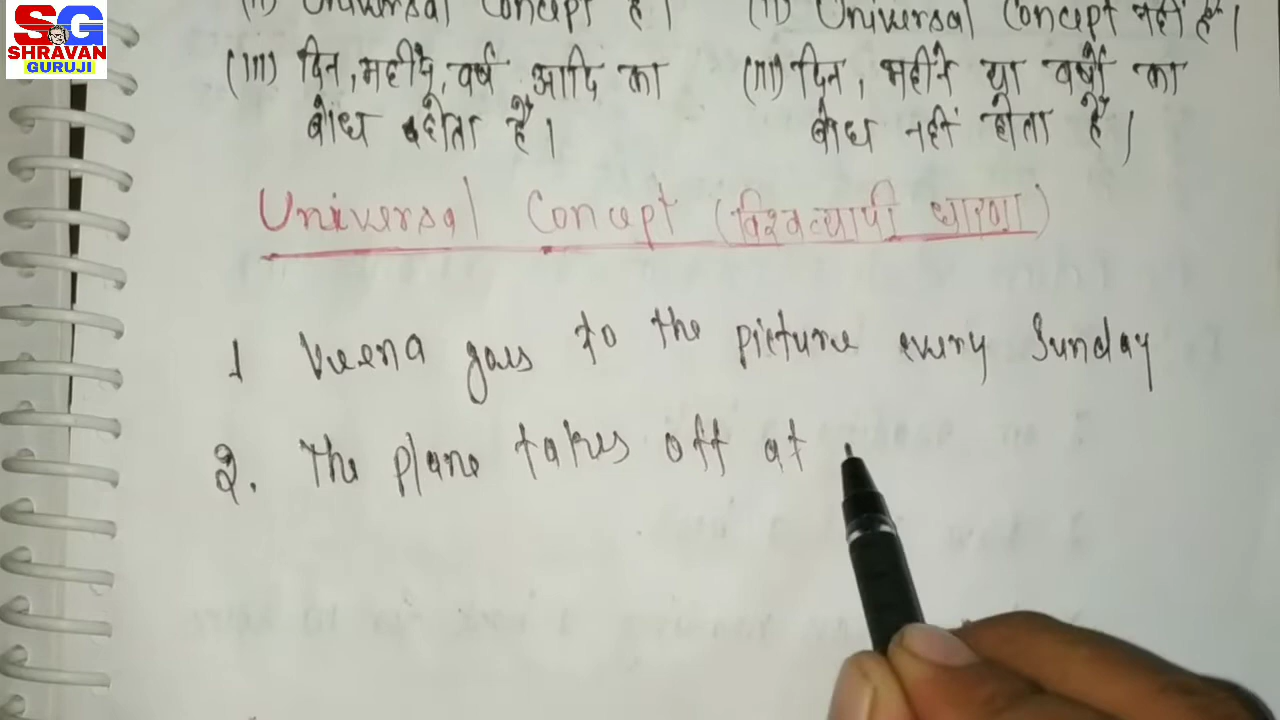 SG
SHRAVAN
GURUJI
(ii) Universal Concept है। (ii) Universal Concept नहीं है।
(iii) दिन, महीने, वर्ष आदि का (iii) दिन, महीने या वर्षों का
बोध होता है। बोध नहीं होता है।
Universal Concept (विश्वव्यापी धारणा)
1 Veena goes to the picture every Sunday
2. The plane takes off at